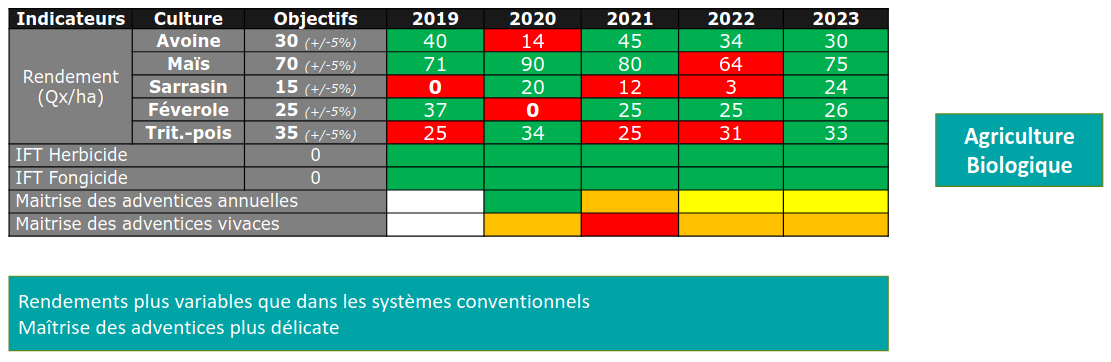 Indicateurs Culture Objectifs 2019 2020 2021 2022 2023
Rendement (Qx/ha)
Avoine 30 (+/-5%) 40 14 45 34 30
Maïs 70 (+/-5%) 71 90 80 64 75
Sarrasin 15 (+/-5%) 0 20 12 3 24
Féverole 25 (+/-5%) 37 0 25 25 26
Trit.-pois 35 (+/-5%) 25 34 25 31 33
IFT Herbicide 0
IFT Fongicide 0
Maitrise des adventices annuelles
Maitrise des adventices vivaces
Agriculture
Biologique
Rendements plus variables que dans les systèmes conventionnels
Maîtrise des adventices plus délicate